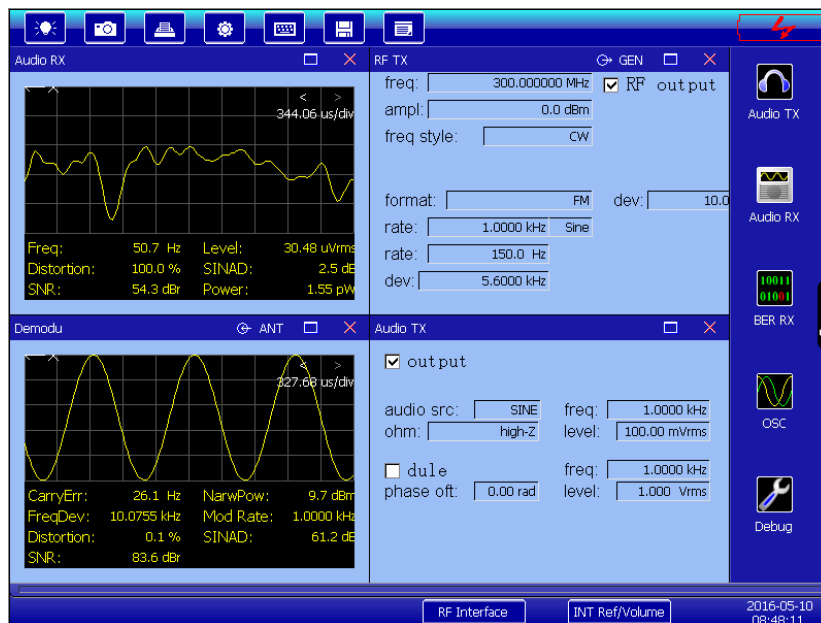 Audio RX
344.06 us/div
Freq: 50.7 Hz Level: 30.48 uVrms
Distortion: 100.0 % SINAD: 2.5 dB
SNR: 54.3 dBr Power: 1.55 pW
RF TX GEN
freq: 300.000000 MHz RF output
ampl: 0.0 dBm
freq style: CW
format: FM dev: 10.0
rate: 1.0000 kHz Sine
rate: 150.0 Hz
dev: 5.6000 kHz
Demodu ANT
327.68 us/div
CarryErr: 26.1 Hz NarwPow: 9.7 dBm
FreqDev: 10.0755 kHz Mod Rate: 1.0000 kHz
Distortion: 0.1 % SINAD: 61.2 dB
SNR: 83.6 dBr
Audio TX
output
audio src: SINE freq: 1.0000 kHz
ohm: high-Z level: 100.00 mVrms
dule freq: 1.0000 kHz
phase oft: 0.00 rad level: 1.000 Vrms
Audio TX
Audio RX
10011
01001
BER RX
OSC
Debug
RF Interface INT Ref/Volume
2016-05-10
08:48:11